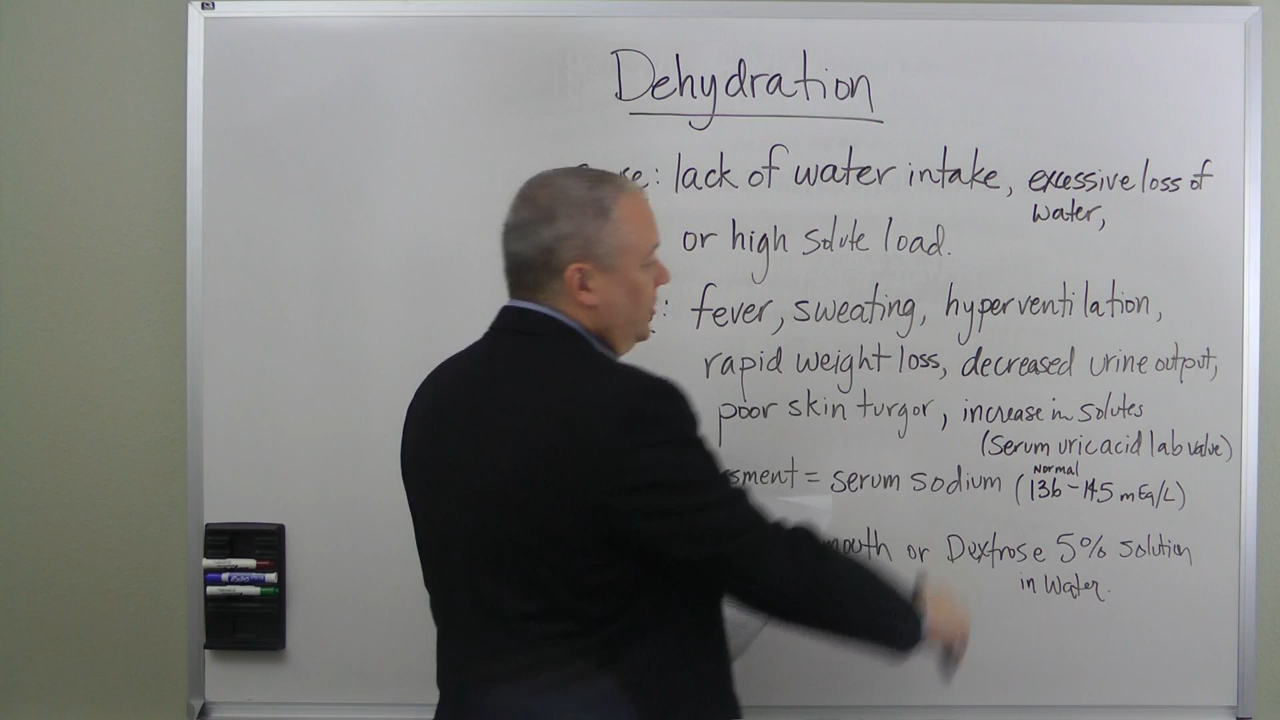 Dehydration
lack of water intake, excessive loss of
water,
or high solute load.
: fever, sweating, hyperventilation,
rapid weight loss, decreased urine output,
poor skin turgor, increase in solutes
(serum uric acid lab value)
Normal
= serum sodium (136-145 mEq/L)
mouth or Dextrose 5% solution
in water.